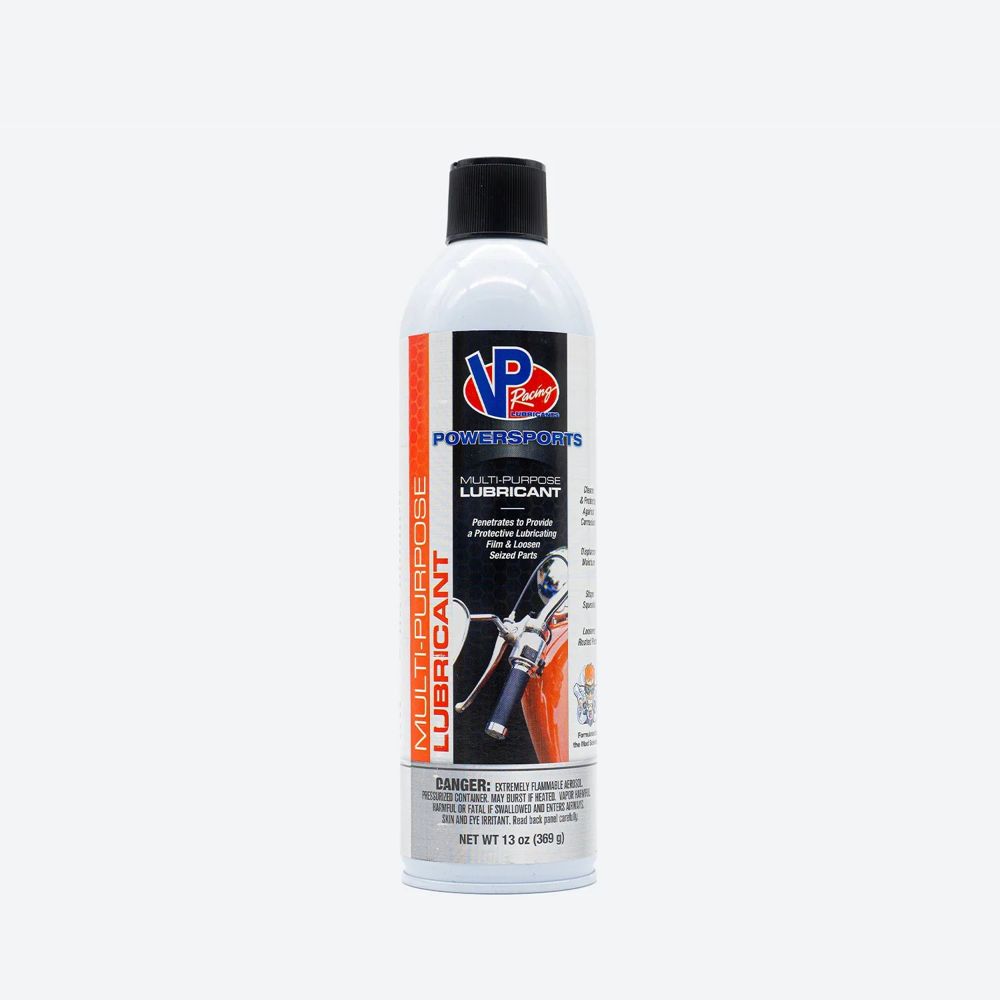 VP
Racing
LUBRICANTS
POWERSPORTS
MULTI-PURPOSE
LUBRICANT
Penetrates to Provide
a Protective Lubricating
Film & Loosen
Seized Parts
MULTI-PURPOSE
LUBRICANT
& Protect
Stops
DANGER: EXTREMELY FLAMMABLE AEROSOL.
PRESSURIZED CONTAINER. MAY BURST IF HEATED. VAPOR HARMFUL.
HARMFUL OR FATAL IF SWALLOWED AND ENTERS AIRWAYS.
SKIN AND EYE IRRITANT. Read back panel carefully.
NET WT 13 oz (369 g)